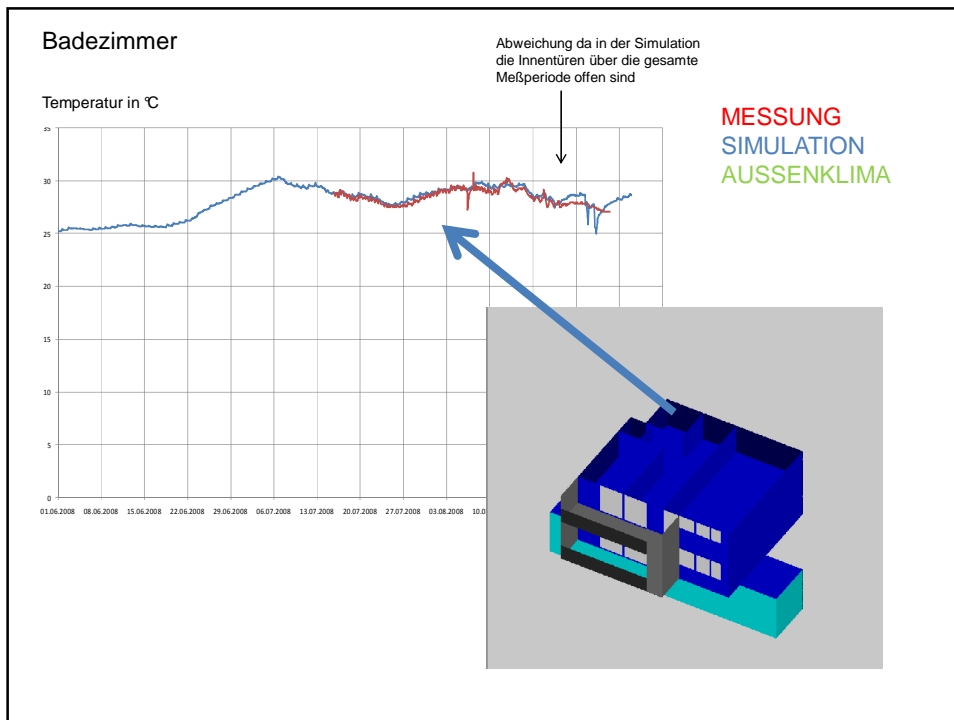 Badezimmer
Abweichung da in der Simulation
die Innentüren über die gesamte
Meßperiode offen sind
Temperatur in °C
MESSUNG
SIMULATION
AUSSENKLIMA
35
30
25
20
15
10
5
0
01.06.2008 08.06.2008 15.06.2008 22.06.2008 29.06.2008 06.07.2008 13.07.2008 20.07.2008 27.07.2008 03.08.2008 10.0